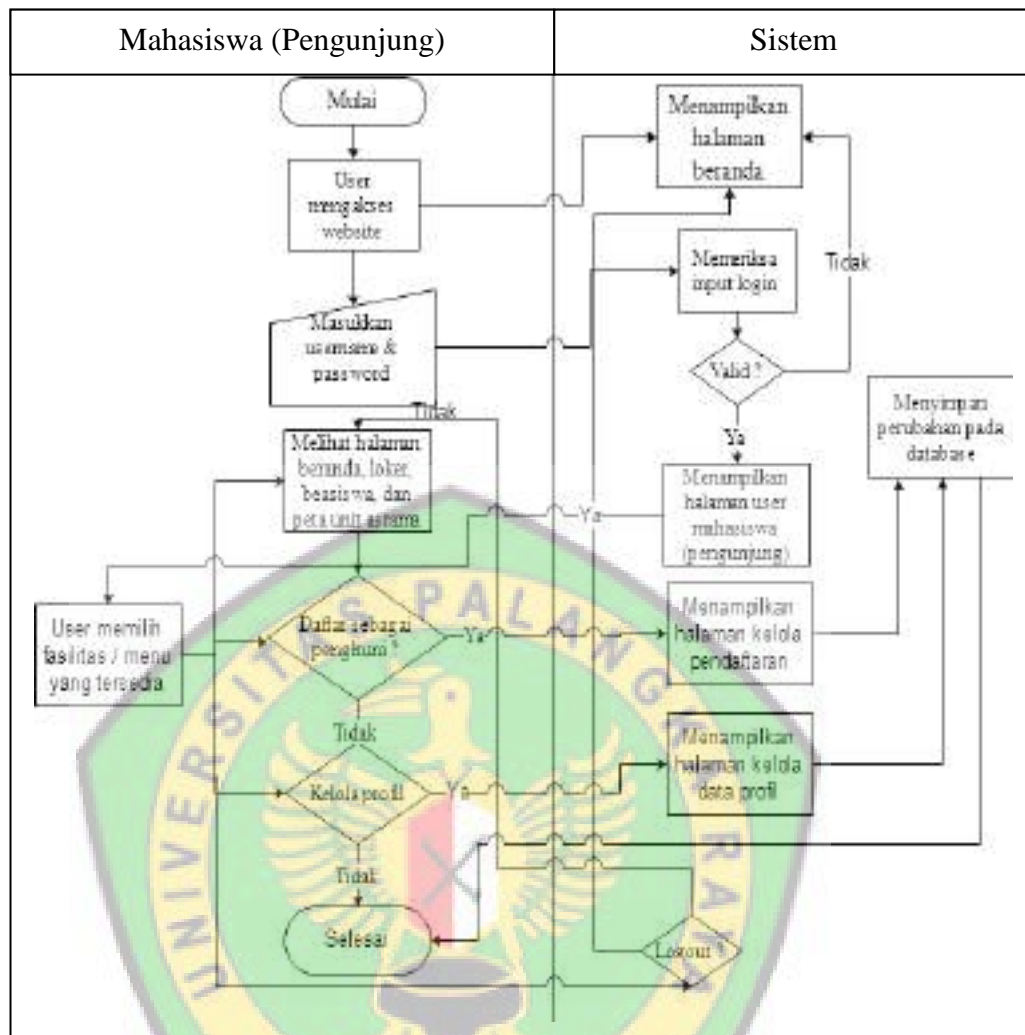 Mahasiswa (Pengunjung)
Sistem
Mulai
Menampilkan
halaman
beranda
User
mengakses
website
Memeriksa
input login
Tidak
Masukkan
username &
password
Valid ?
Menyimpan
perubahan pada
database
Tidak
Ya
Melihat halaman
beranda, loker,
beasiswa, dan
peta unit asrama
Menampilkan
halaman user
mahasiswa
(pengunjung)
Ya
User memilih
fasilitas / menu
yang tersedia
Daftar sebagai
penghuni ?
Ya
Menampilkan
halaman kelola
pendaftaran
Tidak
Kelola profil
Ya
Menampilkan
halaman kelola
data profil
Tidak
Selesai
?
UNIVERSITAS PALANGKA RAYA